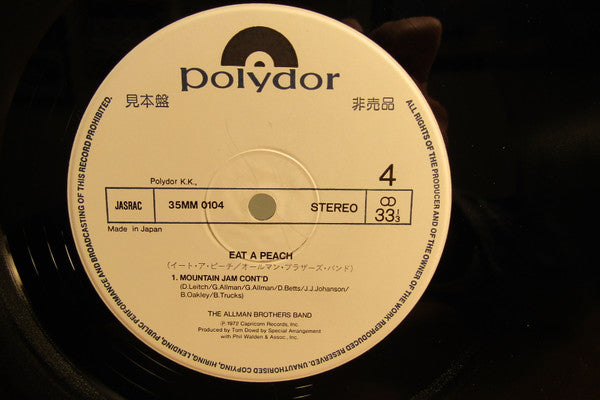 polydor
見本盤
非売品
Polydor K.K.,
4
JASRAC
35MM 0104
STEREO
33 1/3
Made in Japan
EAT A PEACH
(イート・ア・ピーチ/オールマン・ブラザーズ・バンド)
1. MOUNTAIN JAM CONT'D
(D.Leitch/G.Allman/G.Allman/D.Betts/J.J.Johanson/
B.Oakley/B.Trucks)
THE ALLMAN BROTHERS BAND
Ⓟ 1972 Capricorn Records, Inc.
Produced by Tom Dowd by Special Arrangement
with Phil Walden & Assoc., Inc.
ALL RIGHTS OF THE PRODUCER AND OF THE OWNER OF THE WORK REPRODUCED RESERVED. UNAUTHORISED COPYING, HIRING, LENDING, PUBLIC PERFORMANCE AND BROADCASTING OF THIS RECORD PROHIBITED.